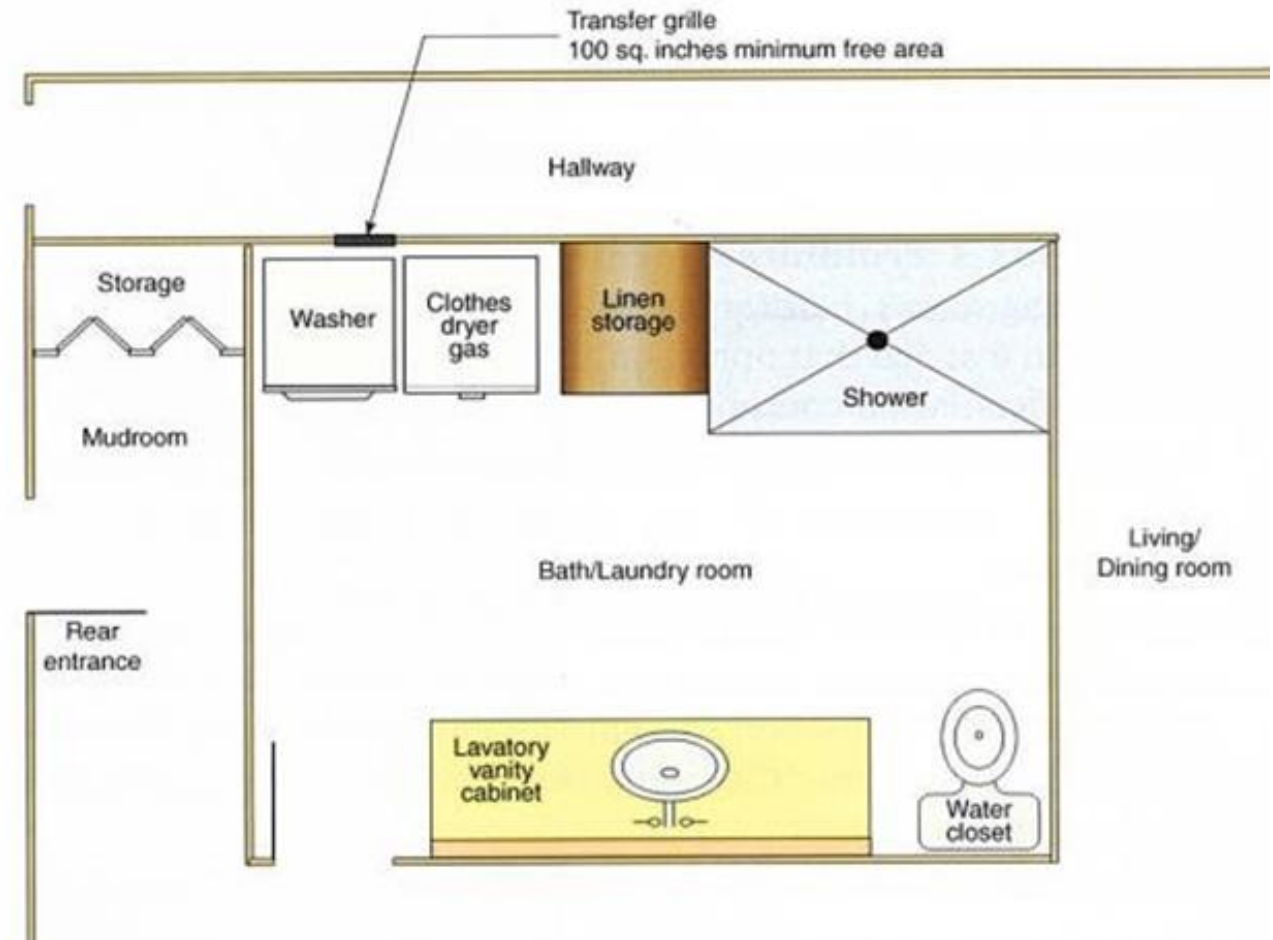 Transfer grille
100 sq. inches minimum free area
Hallway
Storage
Washer
Clothes
dryer
gas
Linen
storage
Shower
Mudroom
Living/
Dining room
Bath/Laundry room
Rear
entrance
Lavatory
vanity
cabinet
Water
closet